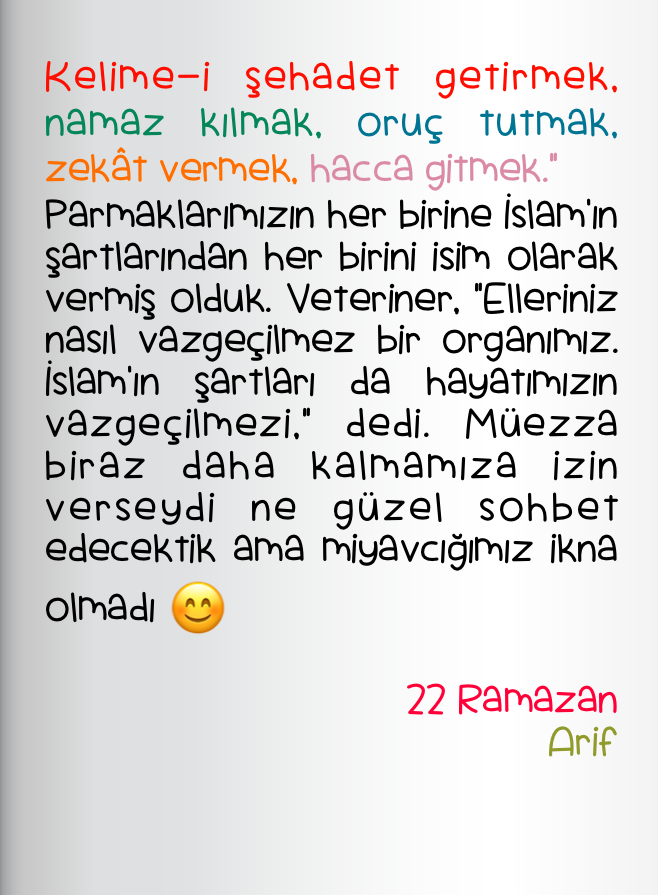 Kelime-i şehadet getirmek,
namaz kılmak, oruç tutmak,
zekât vermek, hacca gitmek."
Parmaklarımızın her birine İslam'ın
şartlarından her birini isim olarak
vermiş olduk. Veteriner, "Elleriniz
nasıl vazgeçilmez bir organımız.
İslam'ın şartları da hayatımızın
vazgeçilmezi," dedi. Müezza
biraz daha kalmamıza izin
verseydi ne güzel sohbet
edecektik ama miyavcığımız ikna
olmadı 😊
22 Ramazan
Arif